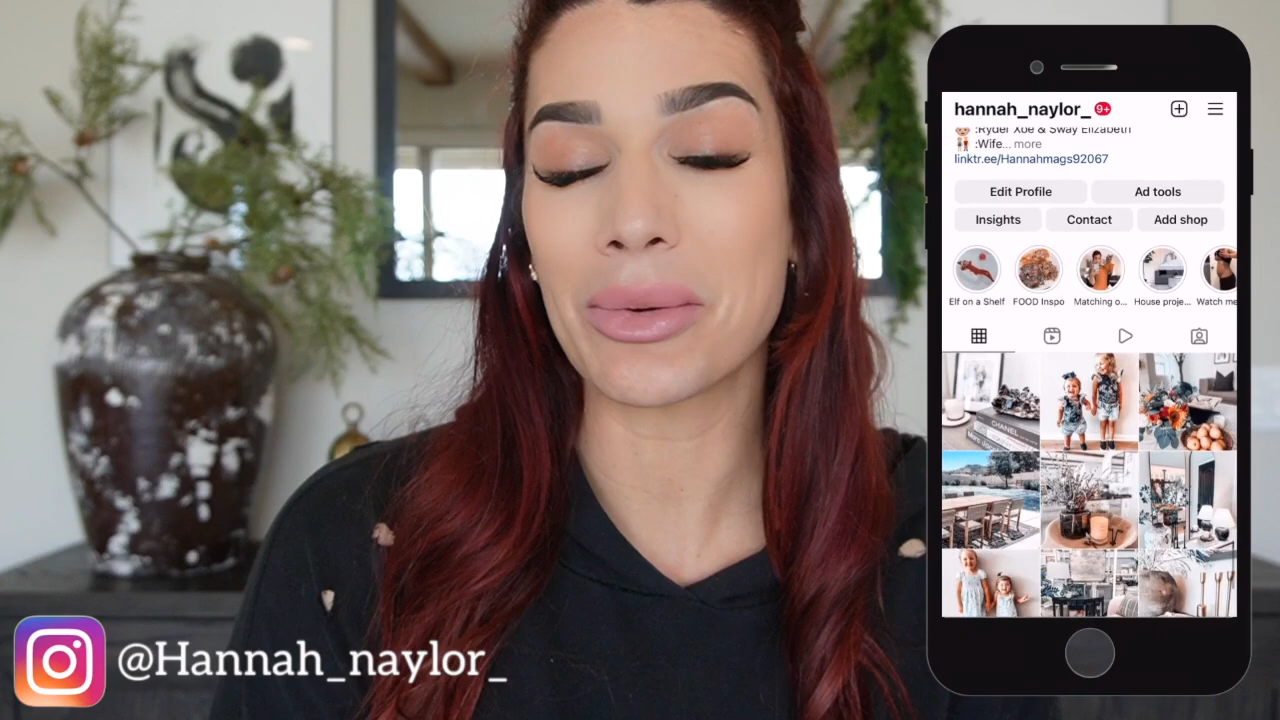 hannah_naylor_ 9+
:Ryder Xoe & Sway Elizabeth
:Wife... more
linktr.ee/Hannahmags92067
Edit Profile
Ad tools
Insights
Contact
Add shop
Elf on a Shelf
FOOD Inspo
Matching o...
House proje...
Watch me
CHANEL
@Hannah_naylor_